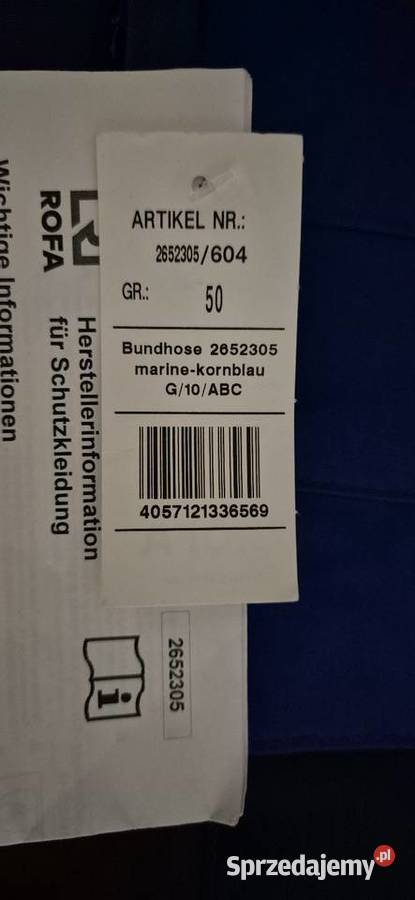 ARTIKEL NR.:
2652305/604
GR.: 50
Bundhose 2652305
marine-kornblau
G/10/ABC
4057121336569
ROFA
Herstellerinformation
für Schutzkleidung
Wichtige Informationen
2652305
i
Sprzedajemy.pl